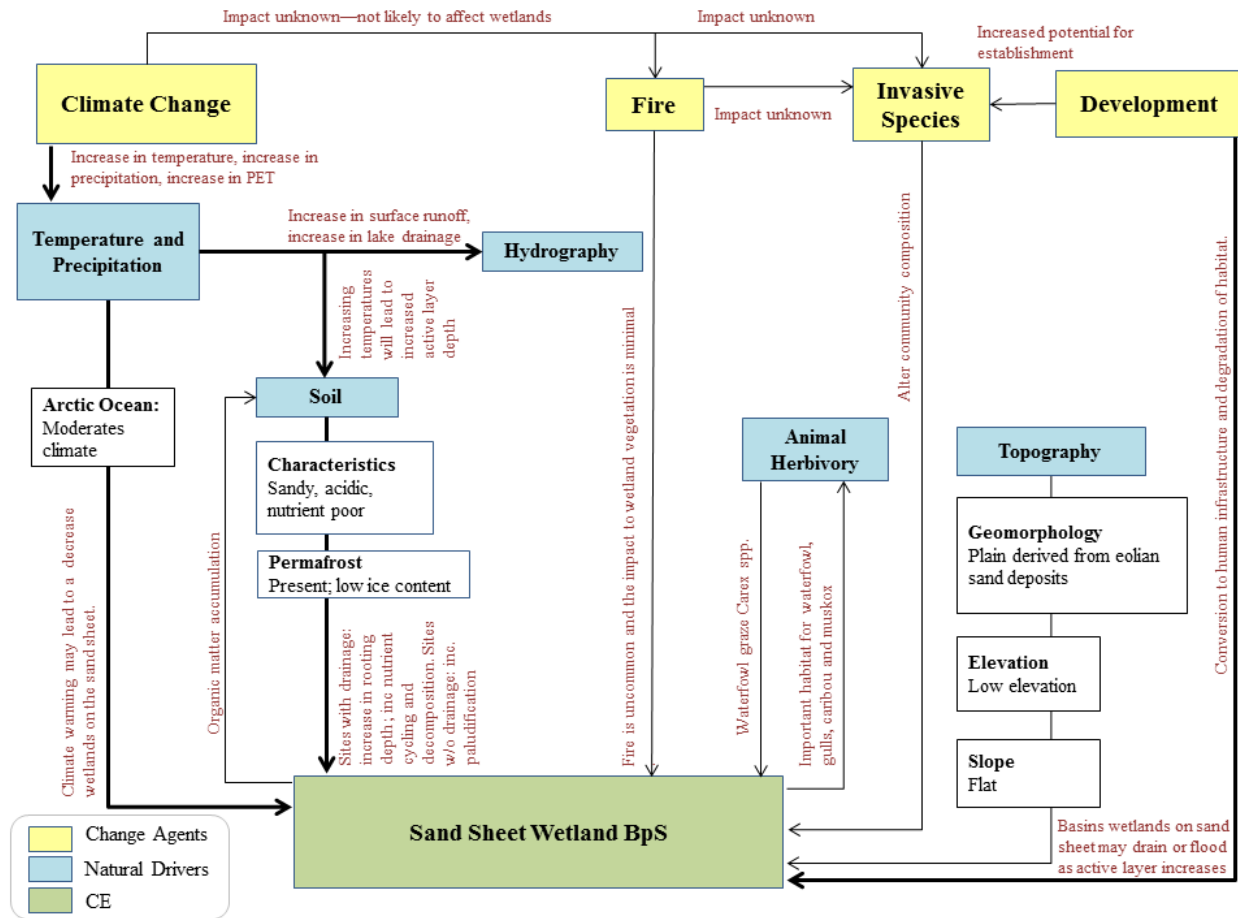 Impact unknown—not likely to affect wetlands
Impact unknown
Increased potential for
establishment
Climate Change
Fire
Invasive
Species
Development
Impact unknown
Increase in temperature, increase in
precipitation, increase in PET
Temperature and
Precipitation
Increase in surface runoff,
increase in lake drainage
Hydrography
Increasing
temperatures
will lead to
increased
active layer
depth
Soil
Arctic Ocean:
Moderates
climate
Characteristics
Sandy, acidic,
nutrient poor
Permafrost
Present; low ice content
Animal
Herbivory
Topography
Geomorphology
Plain derived from eolian
sand deposits
Elevation
Low elevation
Slope
Flat
Climate warming may lead to a decrease
wetlands on the sand sheet.
Organic matter accumulation
Sites with drainage:
increase in rooting
depth; inc nutrient
cycling and
decomposition. Sites
w/o drainage: inc.
paludification
Fire is uncommon and the impact to wetland vegetation is minimal
.
Waterfowl graze Carex spp.
Important habitat for waterfowl,
gulls, caribou and muskox
Alter community composition
Conversion to human infrastructure and degradation of habitat.
Basins wetlands on sand
sheet may drain or flood
as active layer increases
Sand Sheet Wetland BpS
Change Agents
Natural Drivers
CE